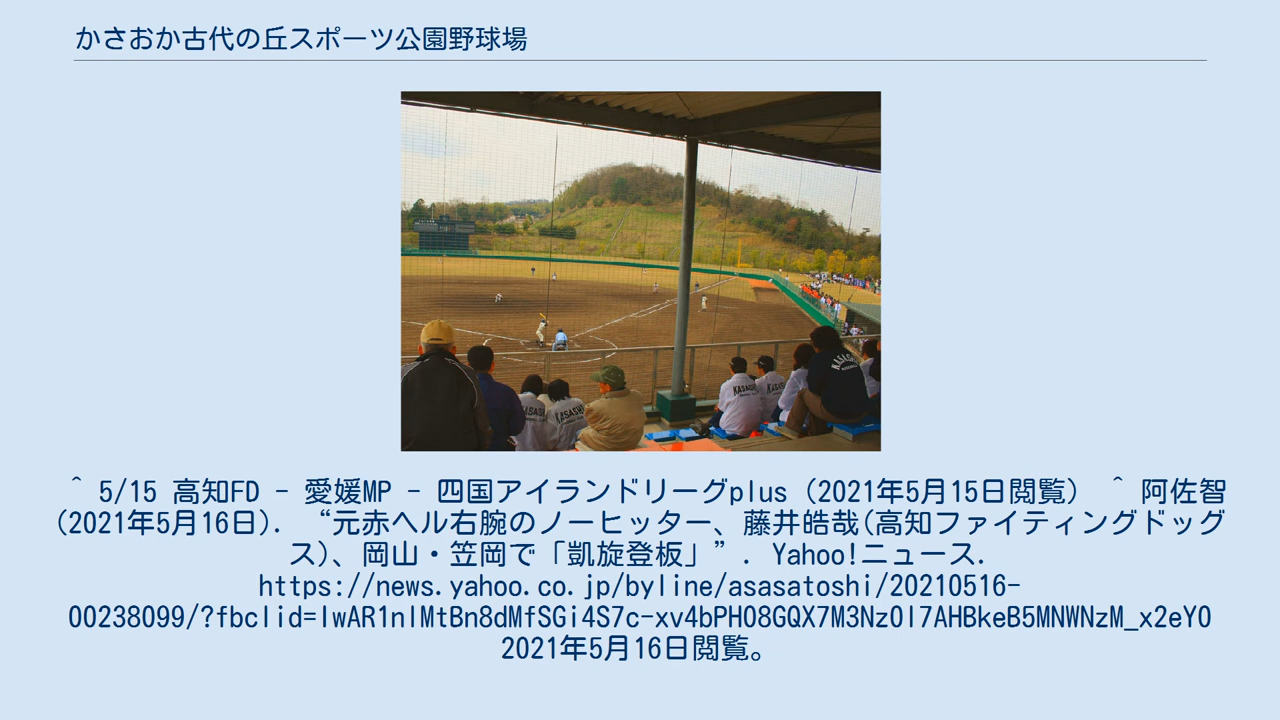 かさおか古代の丘スポーツ公園野球場
KASASHO
KASASHO
KASASHO
KASASHO
KASASHO
^ 5/15 高知FD - 愛媛MP - 四国アイランドリーグplus（2021年5月15日閲覧） ^ 阿佐智
(2021年5月16日). “元赤ヘル右腕のノーヒッター、藤井皓哉(高知ファイティングドッグ
ス)、岡山・笠岡で「凱旋登板」”. Yahoo!ニュース.
https://news.yahoo.co.jp/byline/asasatoshi/20210516-
00238099/?fbclid=IwAR1nlMtBn8dMfSGi4S7c-xv4bPH08GQX7M3NzOl7AHBkeB5MNWNzM_x2eY0
2021年5月16日閲覧。